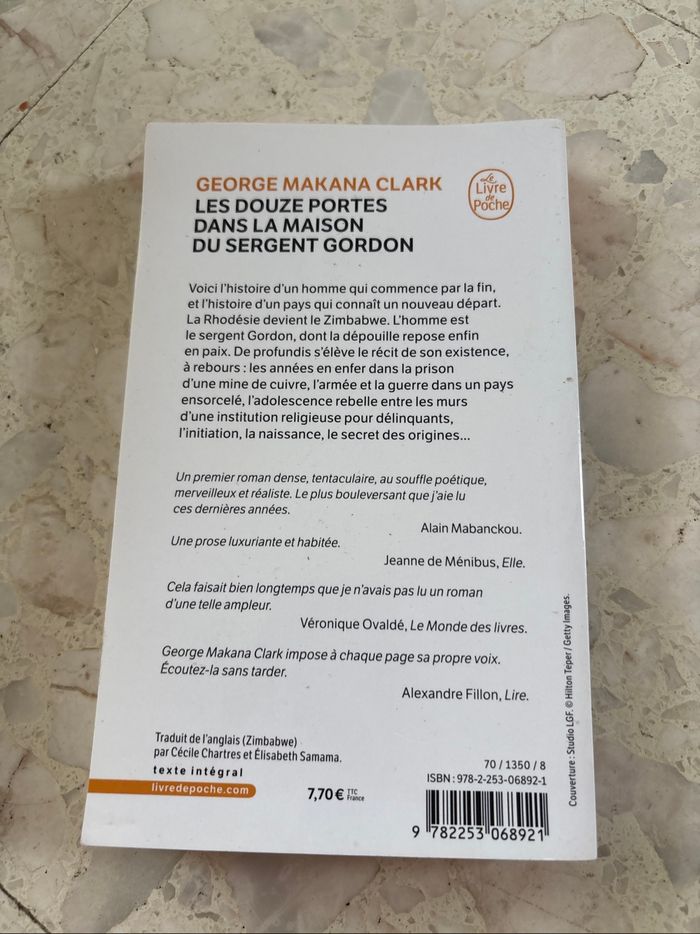 GEORGE MAKANA CLARK
LES DOUZE PORTES
DANS LA MAISON
DU SERGENT GORDON
Le
Livre
de
Poche
Voici l'histoire d'un homme qui commence par la fin,
et l'histoire d'un pays qui connaît un nouveau départ.
La Rhodésie devient le Zimbabwe. L'homme est
le sergent Gordon, dont la dépouille repose enfin
en paix. De profundis s'élève le récit de son existence,
à rebours : les années en enfer dans la prison
d'une mine de cuivre, l'armée et la guerre dans un pays
ensorcelé, l'adolescence rebelle entre les murs
d'une institution religieuse pour délinquants,
l'initiation, la naissance, le secret des origines...
Un premier roman dense, tentaculaire, au souffle poétique,
merveilleux et réaliste. Le plus bouleversant que j'aie lu
ces dernières années.
Alain Mabanckou.
Une prose luxuriante et habitée.
Jeanne de Ménibus, Elle.
Cela faisait bien longtemps que je n'avais pas lu un roman
d'une telle ampleur.
Véronique Ovaldé, Le Monde des livres.
George Makana Clark impose à chaque page sa propre voix.
Écoutez-la sans tarder.
Alexandre Fillon, Lire.
Traduit de l'anglais (Zimbabwe)
par Cécile Chartres et Élisabeth Samama.
texte intégral
livredepoche.com
7,70 € TTC
France
70 / 1350 / 8
ISBN : 978-2-253-06892-1
9 782253 068921
Couverture : Studio LGF. © Hilton Teper / Getty Images.